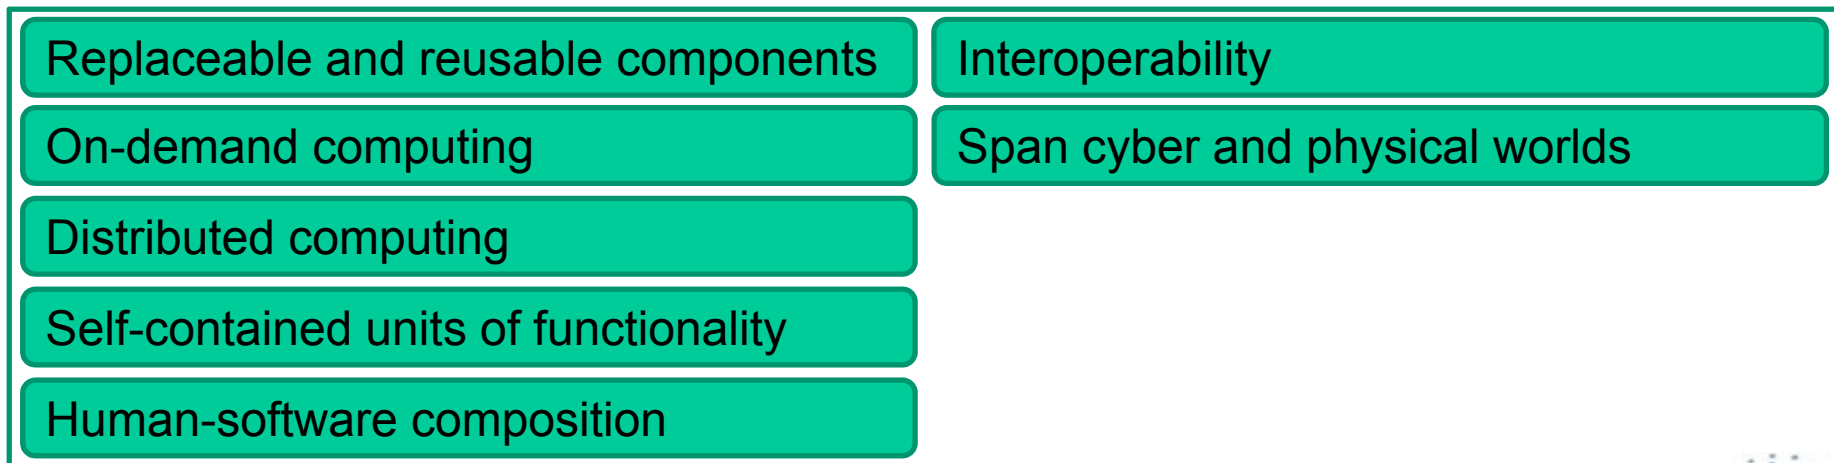 Replaceable and reusable components
On-demand computing
Distributed computing
Self-contained units of functionality
Human-software composition
Interoperability
Span cyber and physical worlds